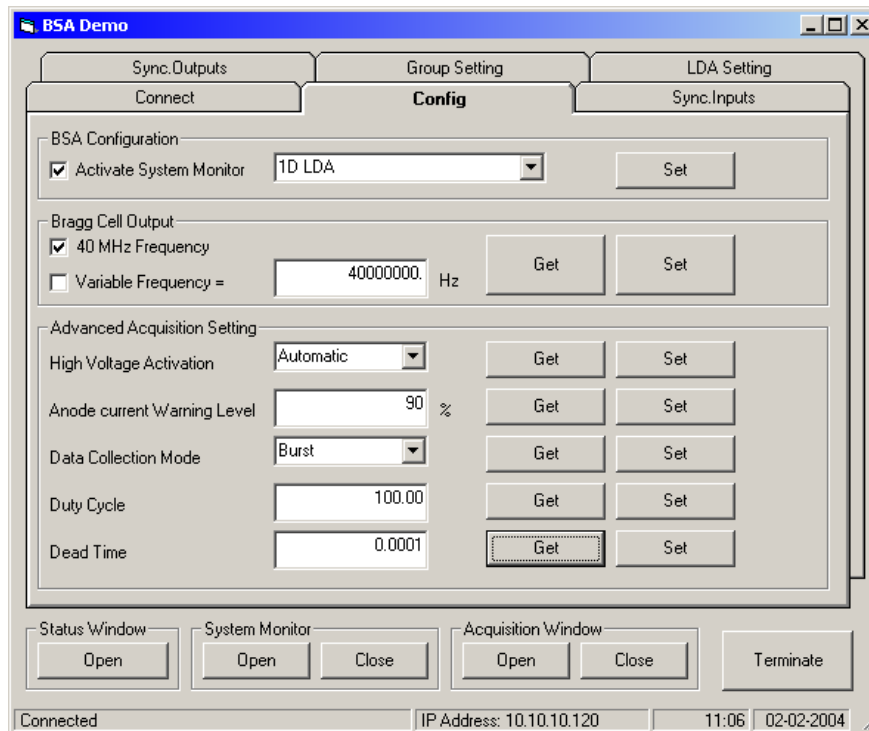 BSA Demo
Sync.Outputs Group Setting LDA Setting
Connect Config Sync.Inputs
BSA Configuration
Activate System Monitor 1D LDA Set
Bragg Cell Output
40 MHz Frequency
Variable Frequency = 40000000. Hz Get Set
Advanced Acquisition Setting
High Voltage Activation Automatic Get Set
Anode current Warning Level 90 % Get Set
Data Collection Mode Burst Get Set
Duty Cycle 100.00 Get Set
Dead Time 0.0001 Get Set
Status Window System Monitor Acquisition Window
Open Open Close Open Close Terminate
Connected IP Address: 10.10.10.120 11:06 02-02-2004